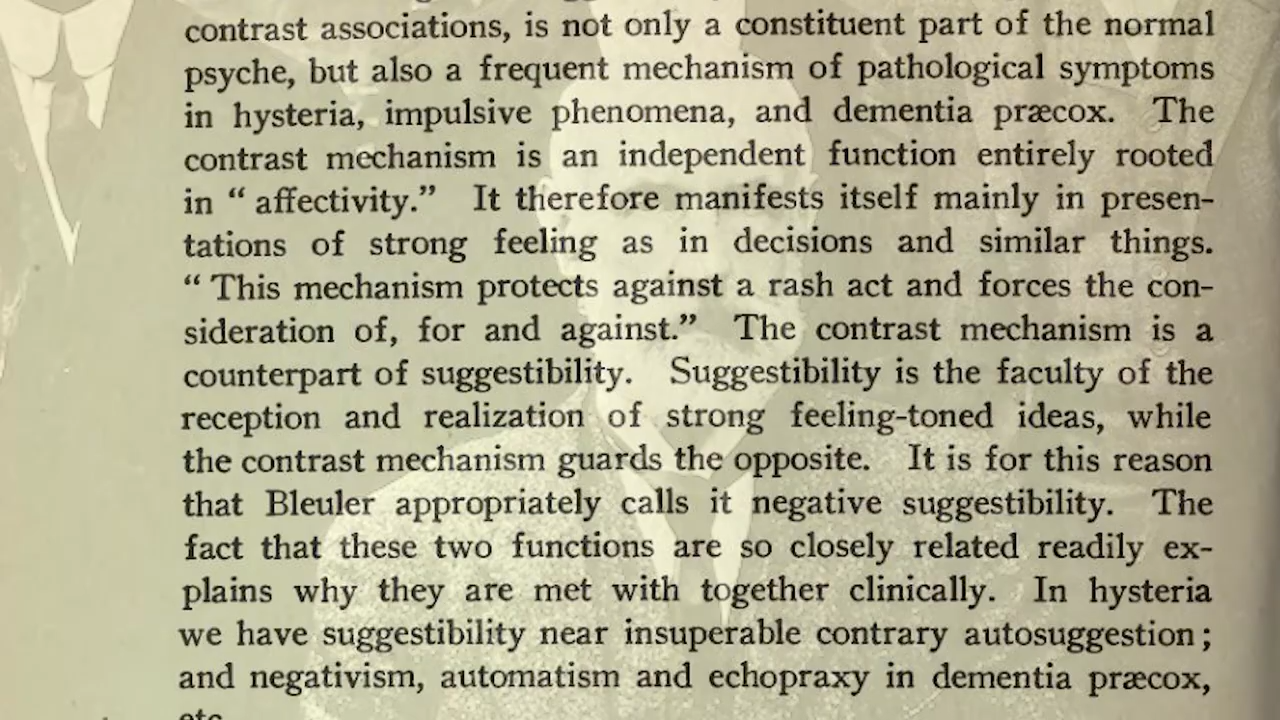 contrast associations, is not only a constituent part of the normal
psyche, but also a frequent mechanism of pathological symptoms
in hysteria, impulsive phenomena, and dementia præcox. The
contrast mechanism is an independent function entirely rooted
in “ affectivity.” It therefore manifests itself mainly in presen-
tations of strong feeling as in decisions and similar things.
“ This mechanism protects against a rash act and forces the con-
sideration of, for and against.” The contrast mechanism is a
counterpart of suggestibility. Suggestibility is the faculty of the
reception and realization of strong feeling-toned ideas, while
the contrast mechanism guards the opposite. It is for this reason
that Bleuler appropriately calls it negative suggestibility. The
fact that these two functions are so closely related readily ex-
plains why they are met with together clinically. In hysteria
we have suggestibility near insuperable contrary autosuggestion ;
and negativism, automatism and echopraxy in dementia præcox,